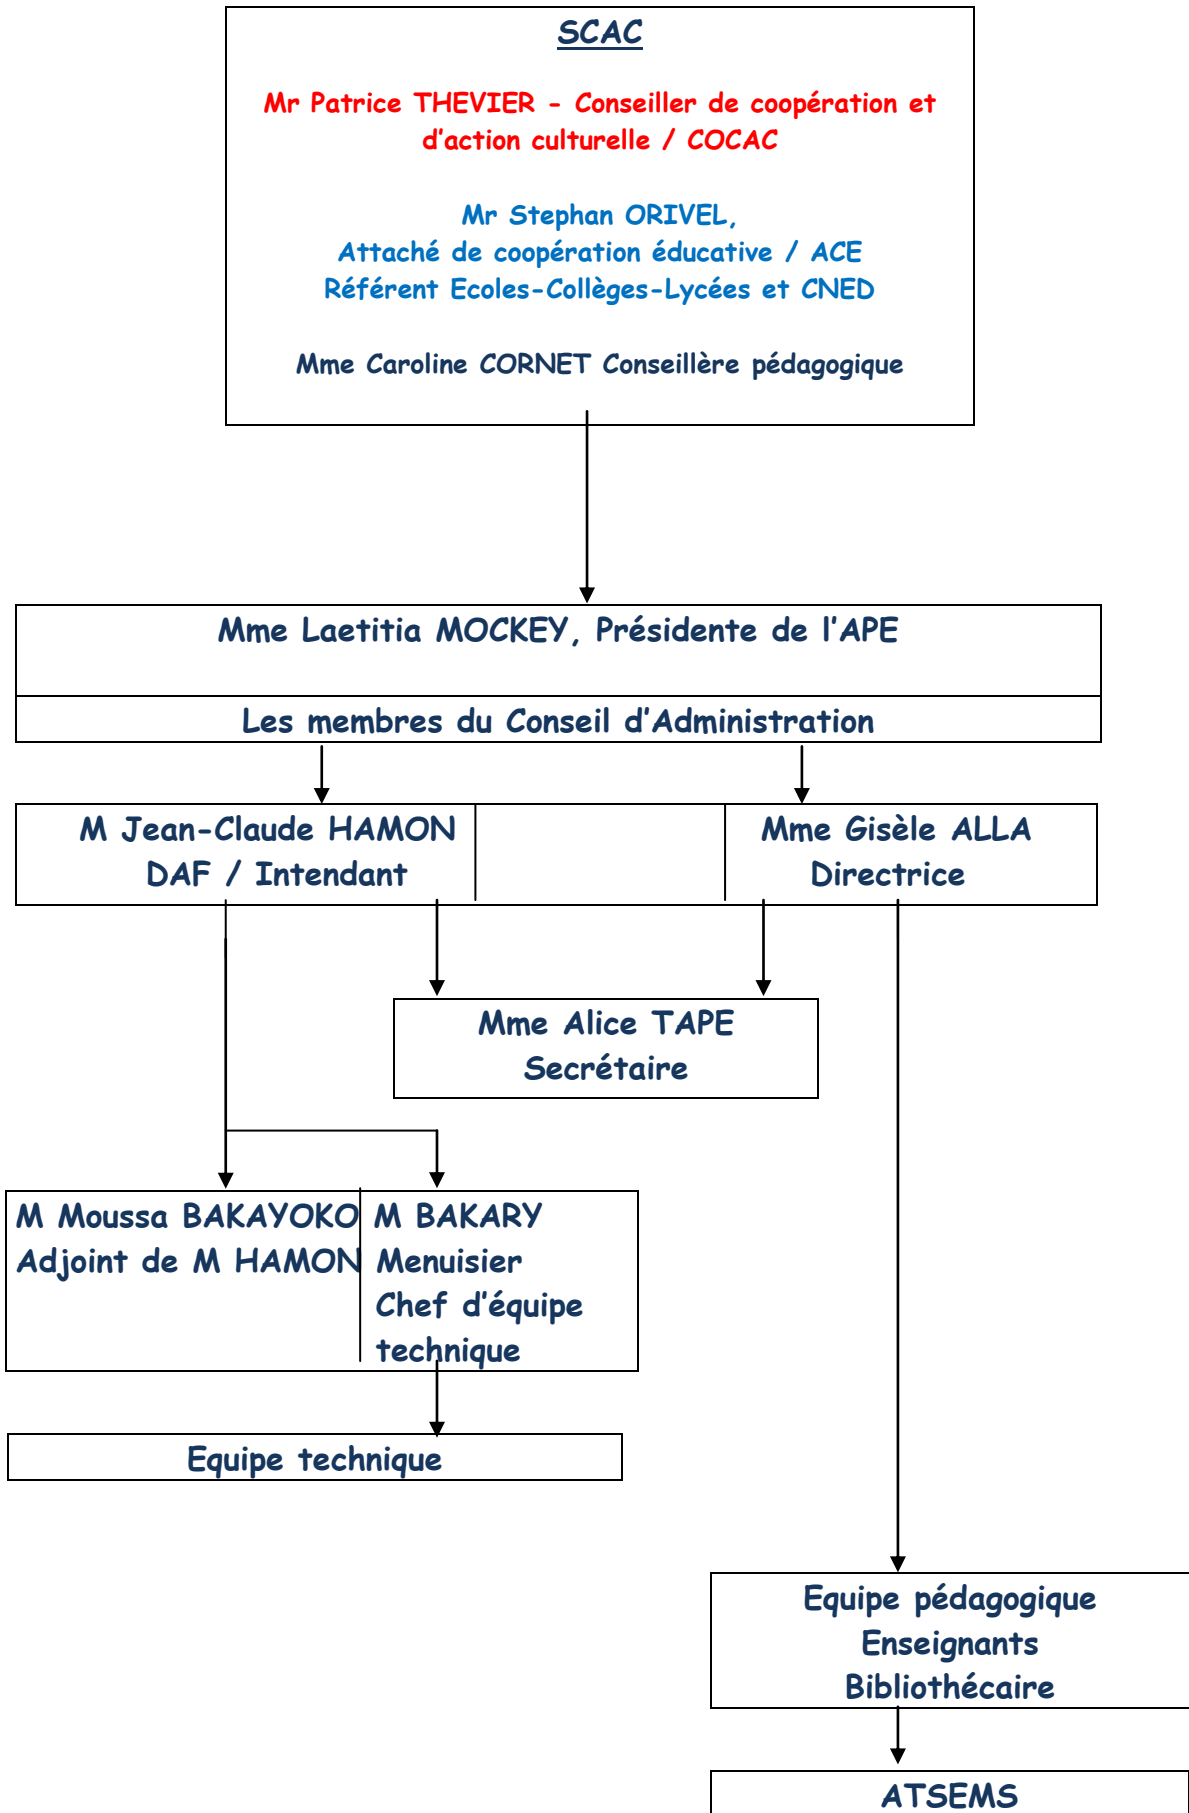 SCAC
Mr Patrice THEVIER - Conseiller de coopération et
d'action culturelle / COCAC
Mr Stephan ORIVEL,
Attaché de coopération éducative / ACE
Référent Ecoles-Collèges-Lycées et CNED
Mme Caroline CORNET Conseillère pédagogique
Mme Laetitia MOCKEY, Présidente de l'APE
Les membres du Conseil d'Administration
M Jean-Claude HAMON
DAF / Intendant
Mme Gisèle ALLA
Directrice
Mme Alice TAPE
Secrétaire
M Moussa BAKAYOKO
Adjoint de M HAMON
M BAKARY
Menuisier
Chef d'équipe
technique
Equipe technique
Equipe pédagogique
Enseignants
Bibliothécaire
ATSEMS